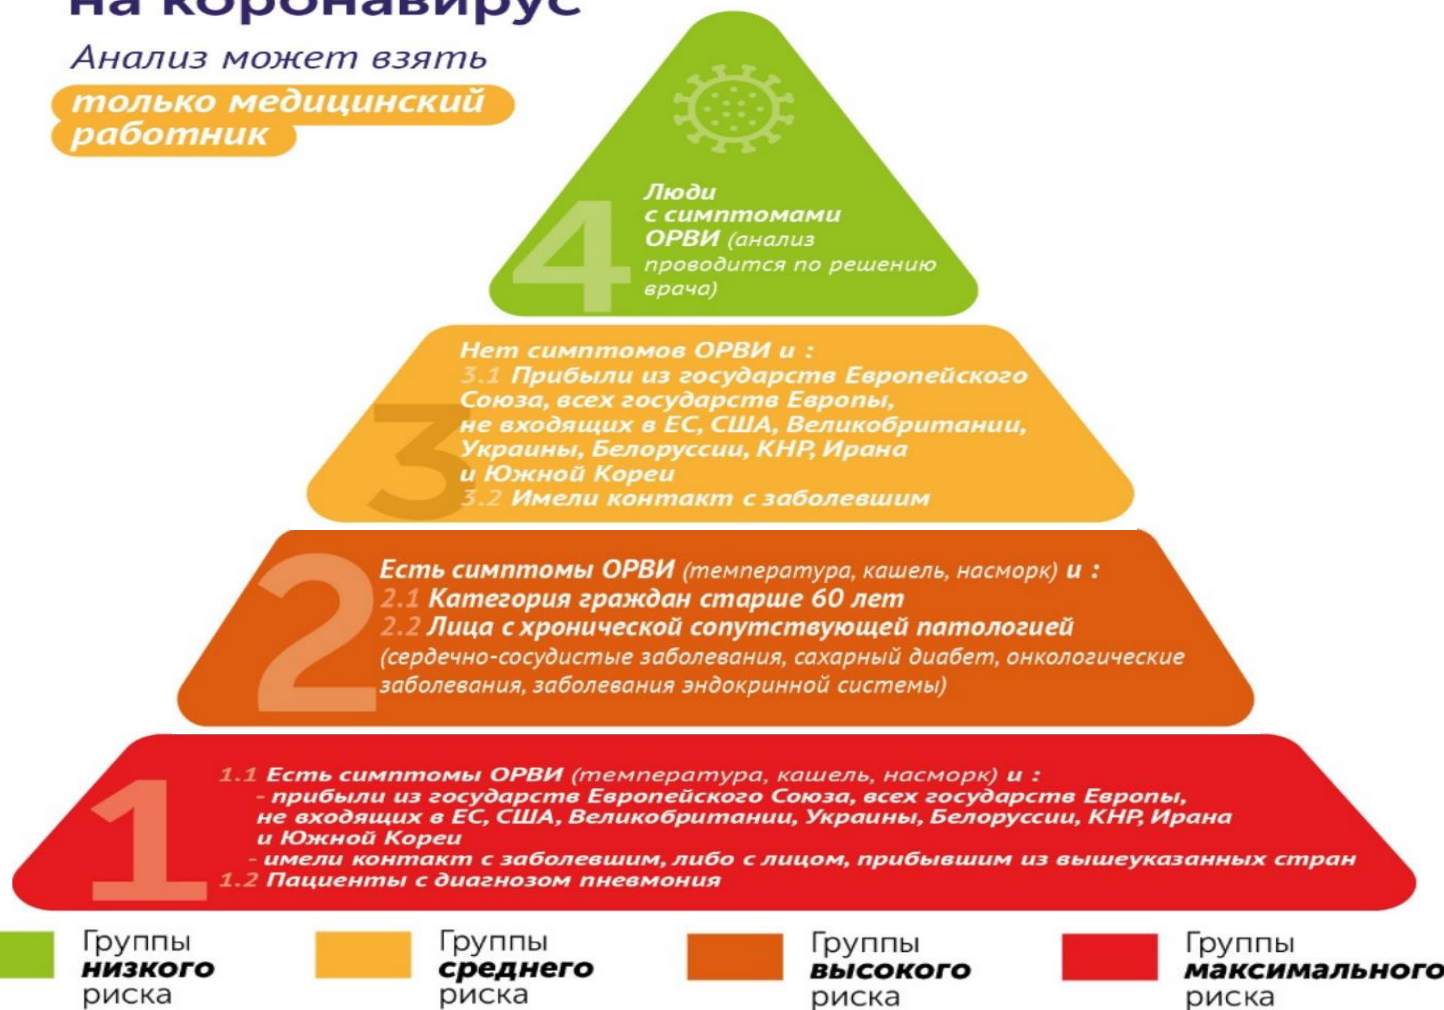 на коронавирус
Анализ может взять
только медицинский
работник
4
Люди
с симптомами
ОРВИ (анализ
проводится по решению
врача)
3
Нет симптомов ОРВИ и :
3.1 Прибыли из государств Европейского
Союза, всех государств Европы,
не входящих в ЕС, США, Великобритании,
Украины, Белоруссии, КНР, Ирана
и Южной Кореи
3.2 Имели контакт с заболевшим
2
Есть симптомы ОРВИ (температура, кашель, насморк) и :
2.1 Категория граждан старше 60 лет
2.2 Лица с хронической сопутствующей патологией
(сердечно-сосудистые заболевания, сахарный диабет, онкологические
заболевания, заболевания эндокринной системы)
1
1.1 Есть симптомы ОРВИ (температура, кашель, насморк) и :
- прибыли из государств Европейского Союза, всех государств Европы,
не входящих в ЕС, США, Великобритании, Украины, Белоруссии, КНР, Ирана
и Южной Кореи
- имели контакт с заболевшим, либо с лицом, прибывшим из вышеуказанных стран
1.2 Пациенты с диагнозом пневмония
Группы
низкого
риска
Группы
среднего
риска
Группы
высокого
риска
Группы
максимального
риска